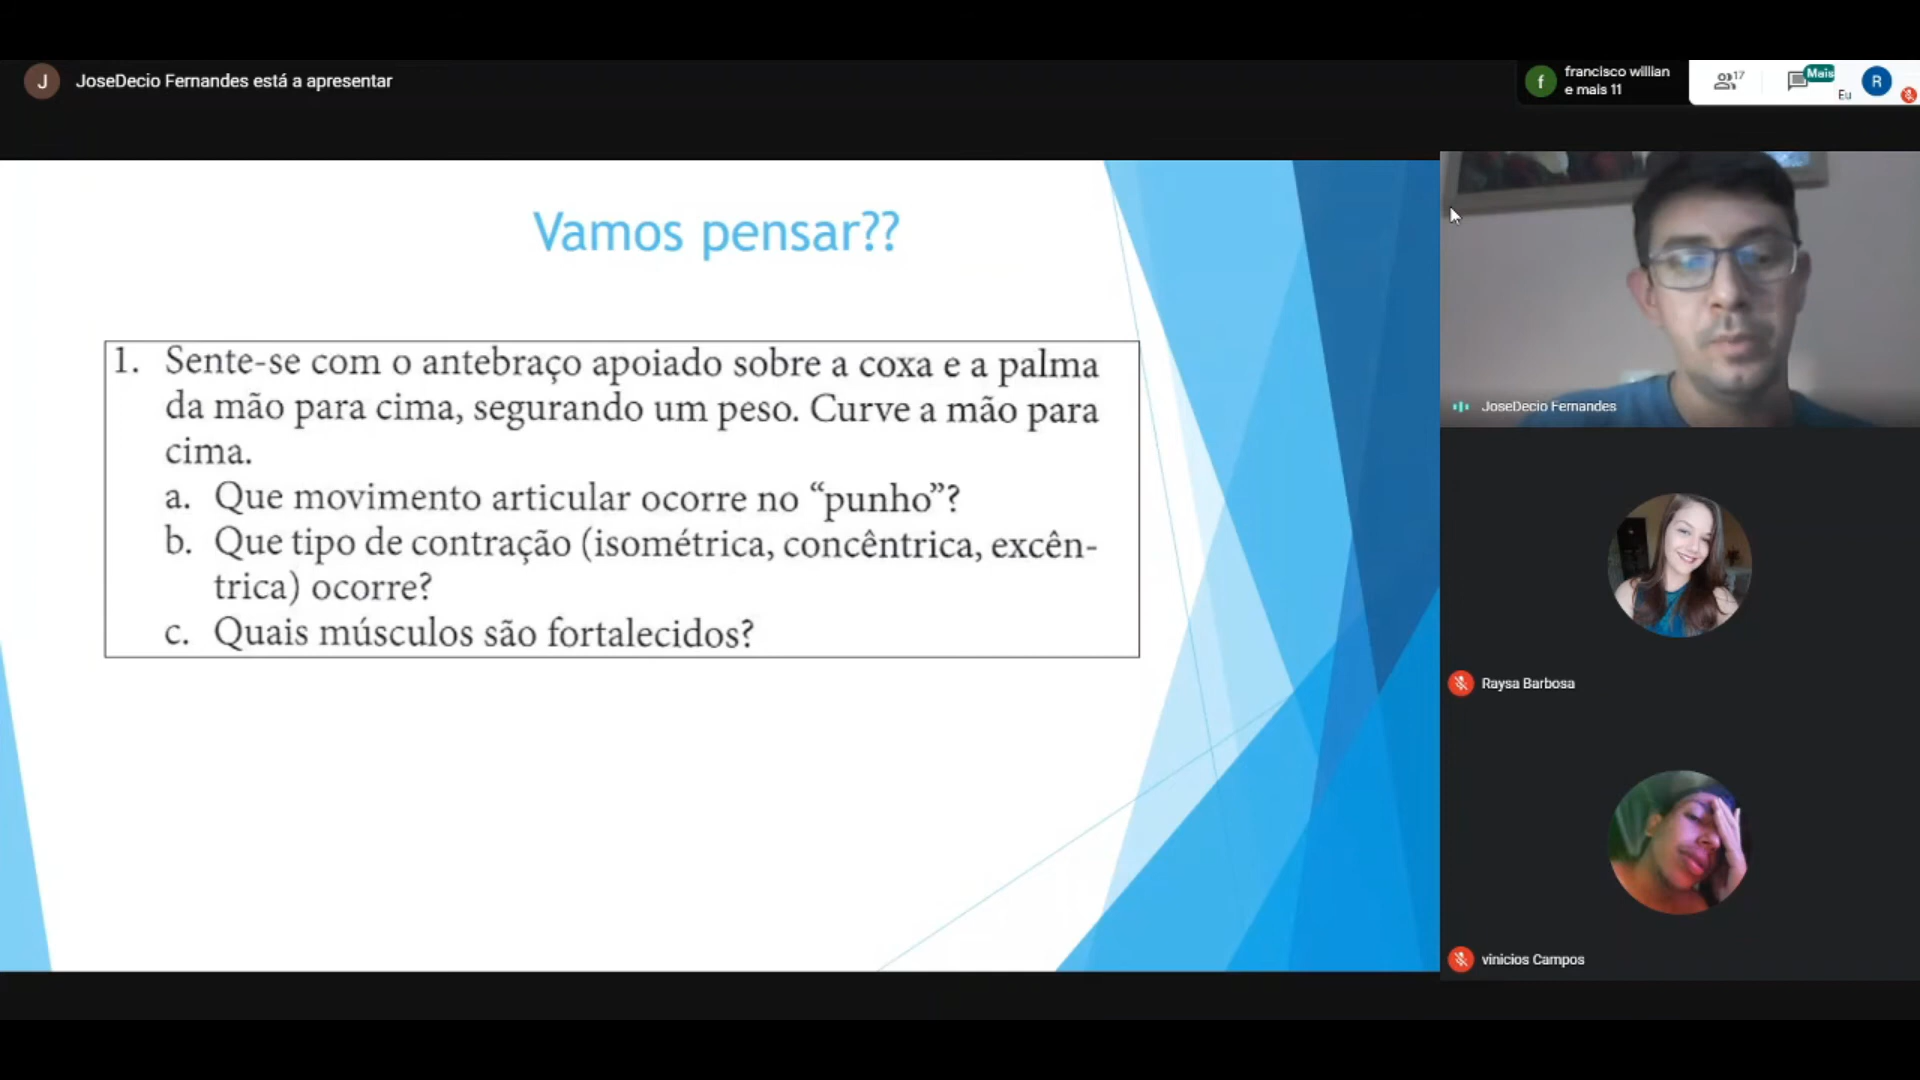 J
JoseDecio Fernandes está a apresentar
f
francisco willian
e mais 11
17
Mais
Eu
R
Vamos pensar??
1. Sente-se com o antebraço apoiado sobre a coxa e a palma
da mão para cima, segurando um peso. Curve a mão para
cima.
a. Que movimento articular ocorre no “punho”?
b. Que tipo de contração (isométrica, concêntrica, excên-
trica) ocorre?
c. Quais músculos são fortalecidos?
JoseDecio Fernandes
Raysa Barbosa
vinicios Campos